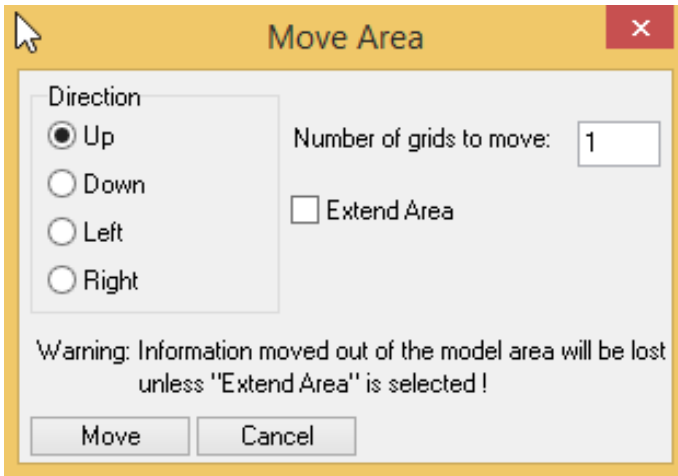 Move Area
Direction
Up
Down
Left
Right
Number of grids to move: 1
Extend Area
Warning: Information moved out of the model area will be lost
unless "Extend Area" is selected !
Move
Cancel